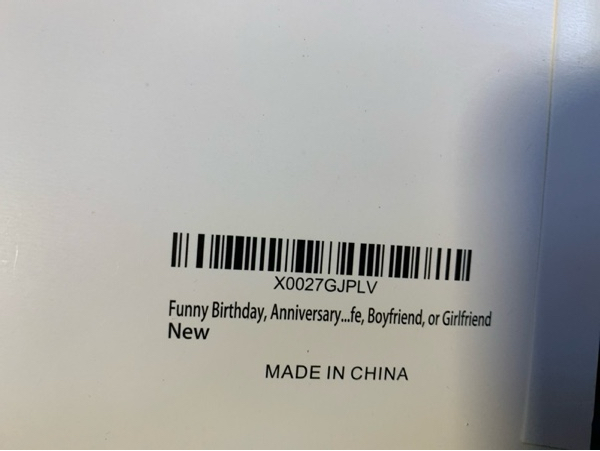 X0027GJPLV
Funny Birthday, Anniversary...fe, Boyfriend, or Girlfriend
New
MADE IN CHINA